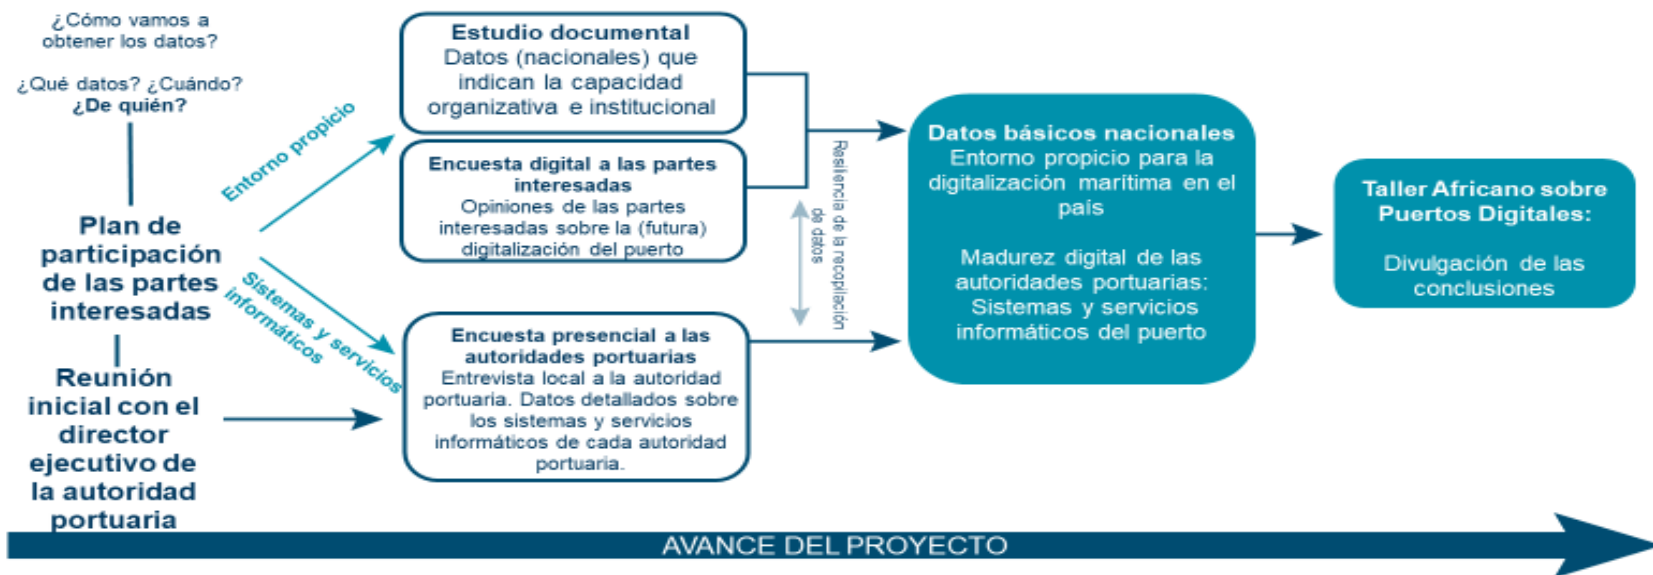 ¿Cómo vamos a
obtener los datos?
¿Qué datos? ¿Cuándo?
¿De quién?
Plan de
participación
de las partes
interesadas
Reunión
inicial con el
director
ejecutivo de
la autoridad
portuaria
Entorno propicio
Sistemas y servicios
informáticos
Estudio documental
Datos (nacionales) que
indican la capacidad
organizativa e institucional
Encuesta digital a las partes
interesadas
Opiniones de las partes
interesadas sobre la (futura)
digitalización del puerto
Encuesta presencial a las
autoridades portuarias
Entrevista local a la autoridad
portuaria. Datos detallados sobre
los sistemas y servicios
informáticos de cada autoridad
portuaria.
Resiliencia de la recopilación
de datos
Datos básicos nacionales
Entorno propicio para la
digitalización marítima en el
país
Madurez digital de las
autoridades portuarias:
Sistemas y servicios
informáticos del puerto
Taller Africano sobre
Puertos Digitales:
Divulgación de las
conclusiones
AVANCE DEL PROYECTO